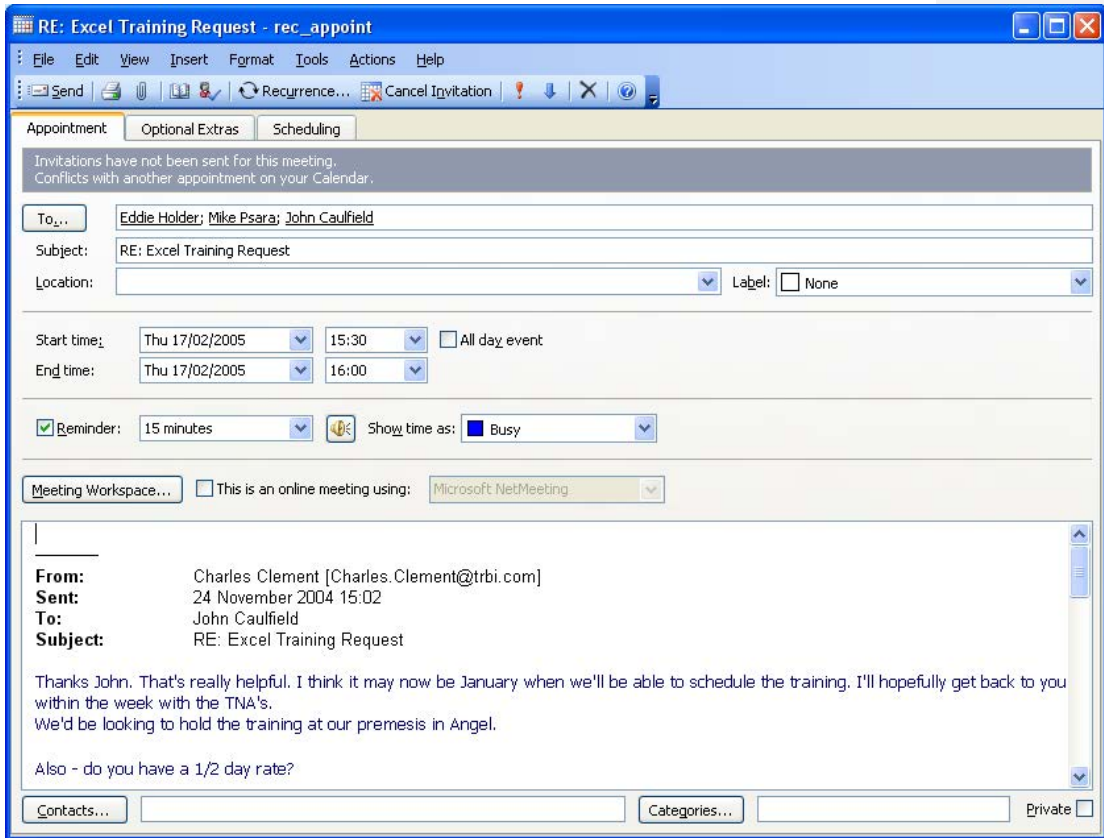 RE: Excel Training Request - rec_appoint
File Edit View Insert Format Tools Actions Help
Send Recurrence... Cancel Invitation
Appointment Optional Extras Scheduling
Invitations have not been sent for this meeting.
Conflicts with another appointment on your Calendar.
To... Eddie Holder; Mike Psara; John Caulfield
Subject: RE: Excel Training Request
Location: Label: None
Start time: Thu 17/02/2005 15:30 All day event
End time: Thu 17/02/2005 16:00
Reminder: 15 minutes Show time as: Busy
Meeting Workspace... This is an online meeting using: Microsoft NetMeeting
From: Charles Clement [Charles.Clement@trbi.com]
Sent: 24 November 2004 15:02
To: John Caulfield
Subject: RE: Excel Training Request
Thanks John. That's really helpful. I think it may now be January when we'll be able to schedule the training. I'll hopefully get back to you
within the week with the TNA's.
We'd be looking to hold the training at our premesis in Angel.
Also - do you have a 1/2 day rate?
Contacts... Categories... Private